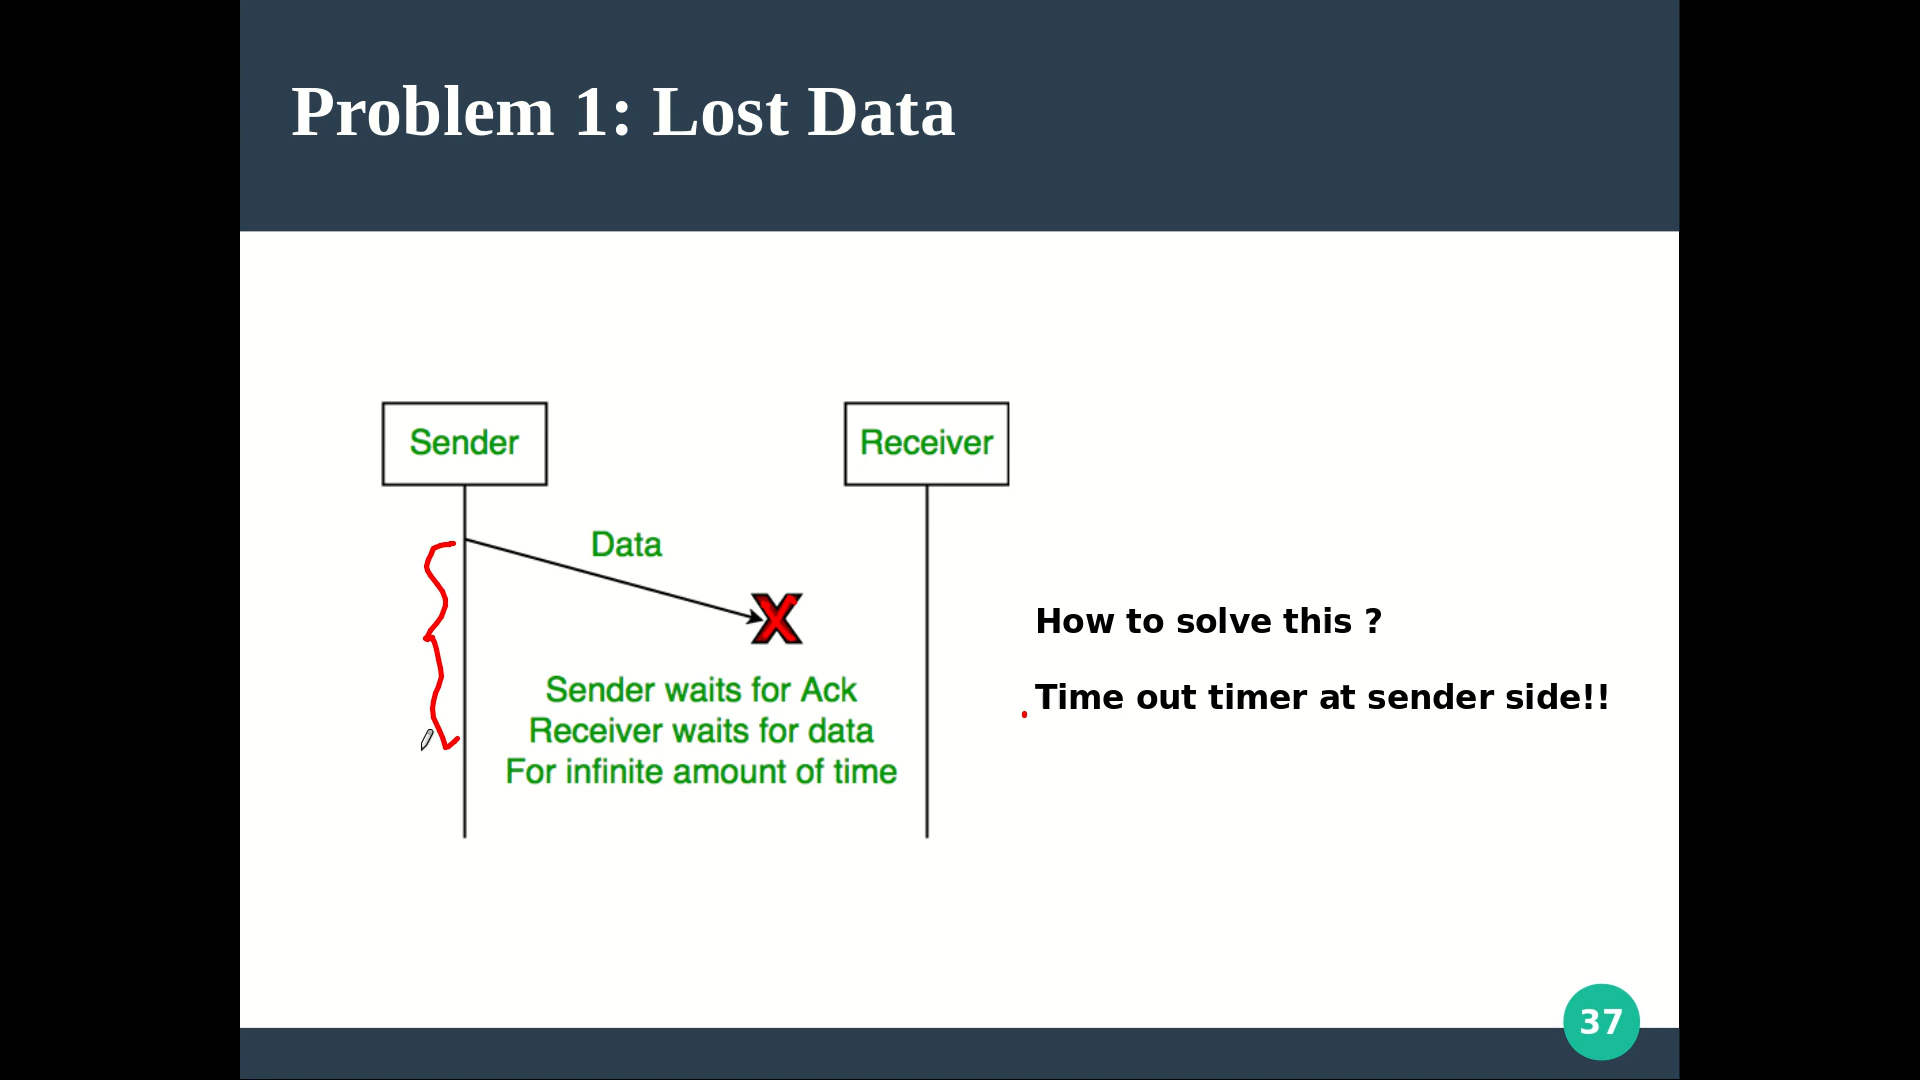 Problem 1: Lost Data
Sender
Receiver
Data
X
Sender waits for Ack
Receiver waits for data
For infinite amount of time
How to solve this ?
Time out timer at sender side!!
37